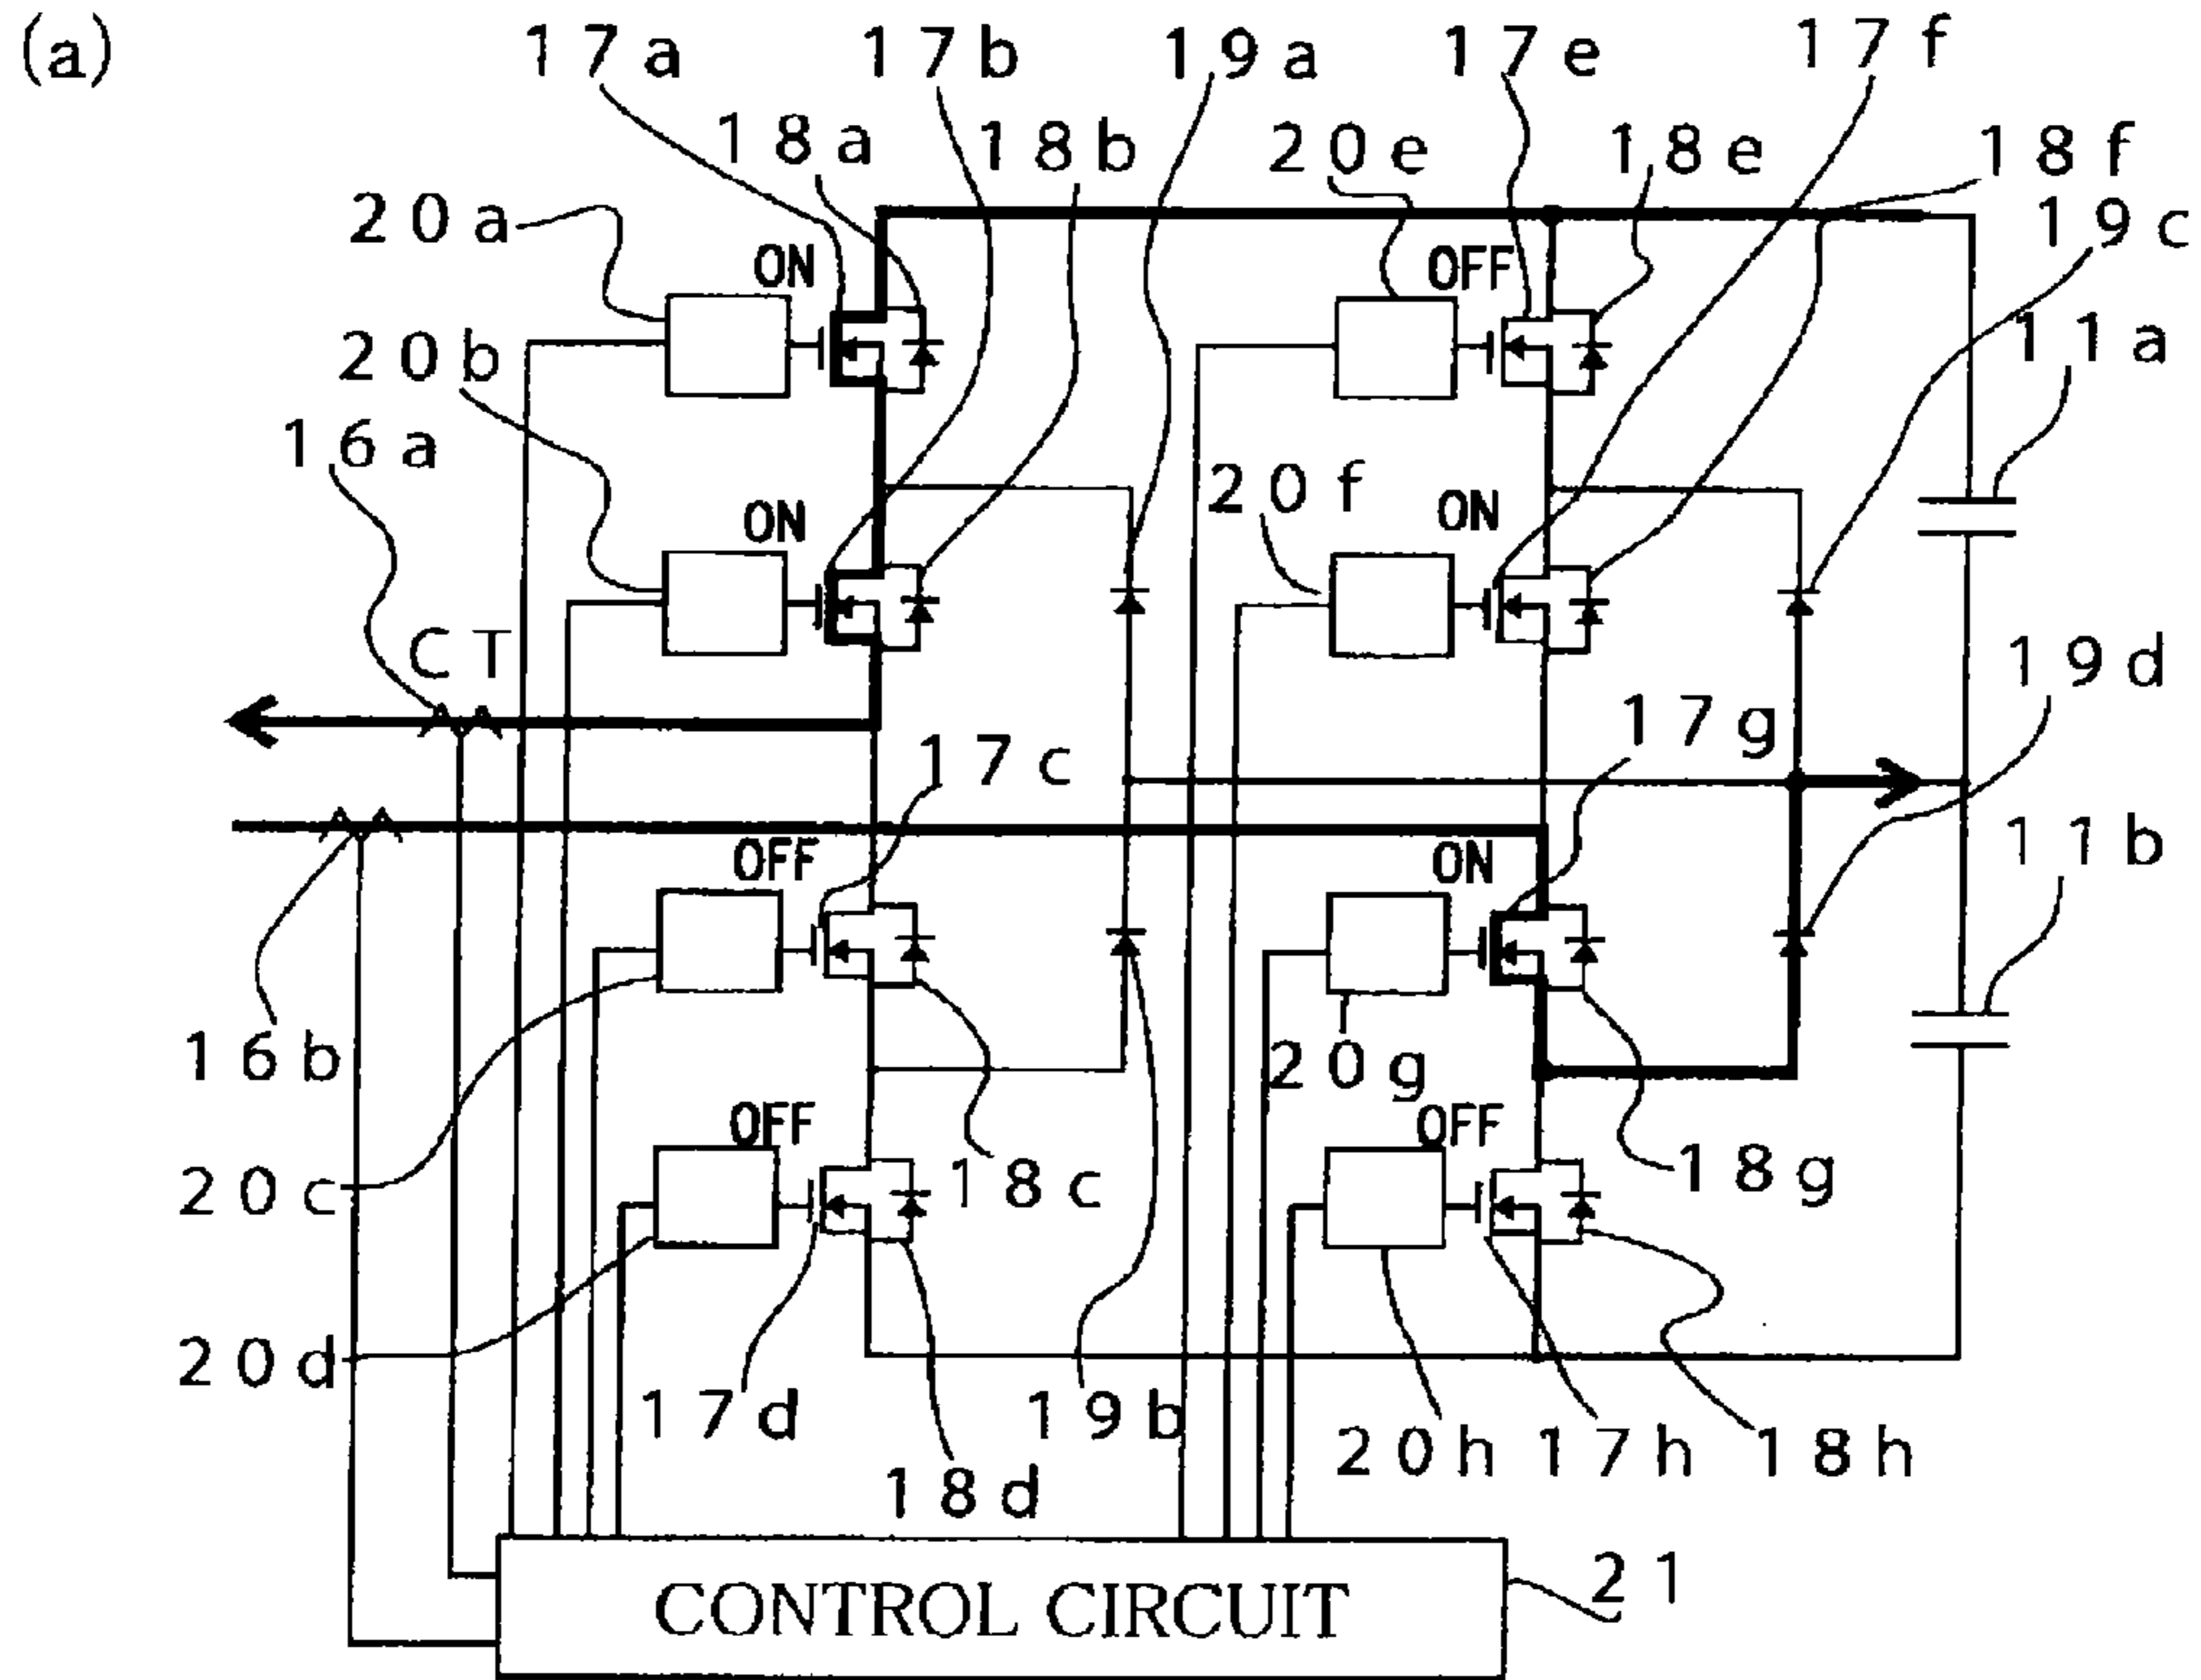 (a)
17a 17b 19a 17e 17f
18a 18b 20e 18e 18f
20a 19c
ON OFF
20b 11a
16a
20f
ON ON
CT 19d
17g
17c
OFF ON 11b
16b
20g
OFF OFF
20c 18c 18g
20d
17d 19b 20h 17h 18h
18d
CONTROL CIRCUIT 21